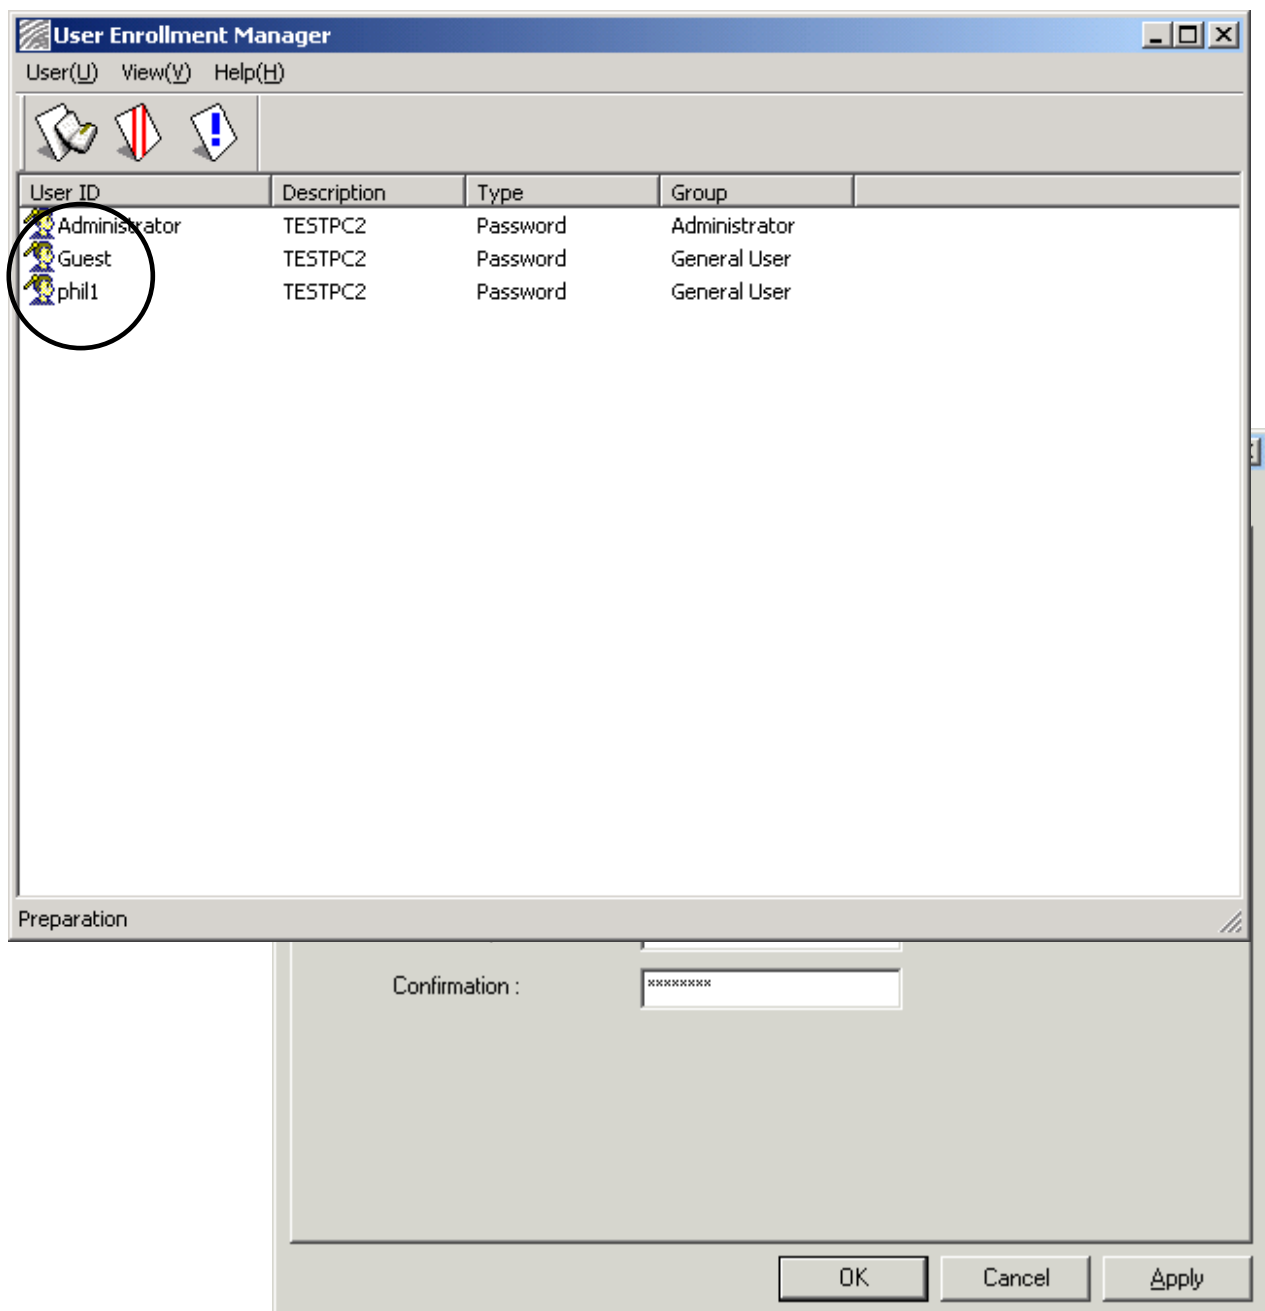 User Enrollment Manager
User(U) View(V) Help(H)
User ID Description Type Group
Administrator TESTPC2 Password Administrator
Guest TESTPC2 Password General User
phil1 TESTPC2 Password General User
Preparation
Confirmation : ********
OK Cancel Apply